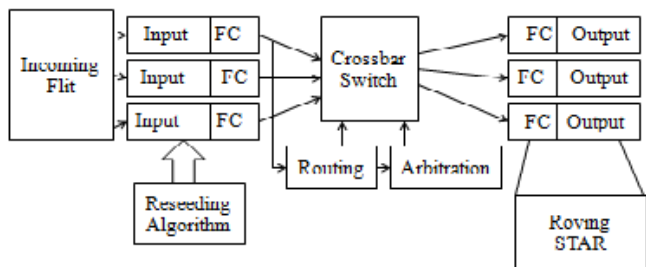 Incoming
Flit
Input FC
Input FC
Input FC
Reseeding
Algorithm
Crossbar
Switch
Routing
Arbitration
FC Output
FC Output
FC Output
Roving
STAR